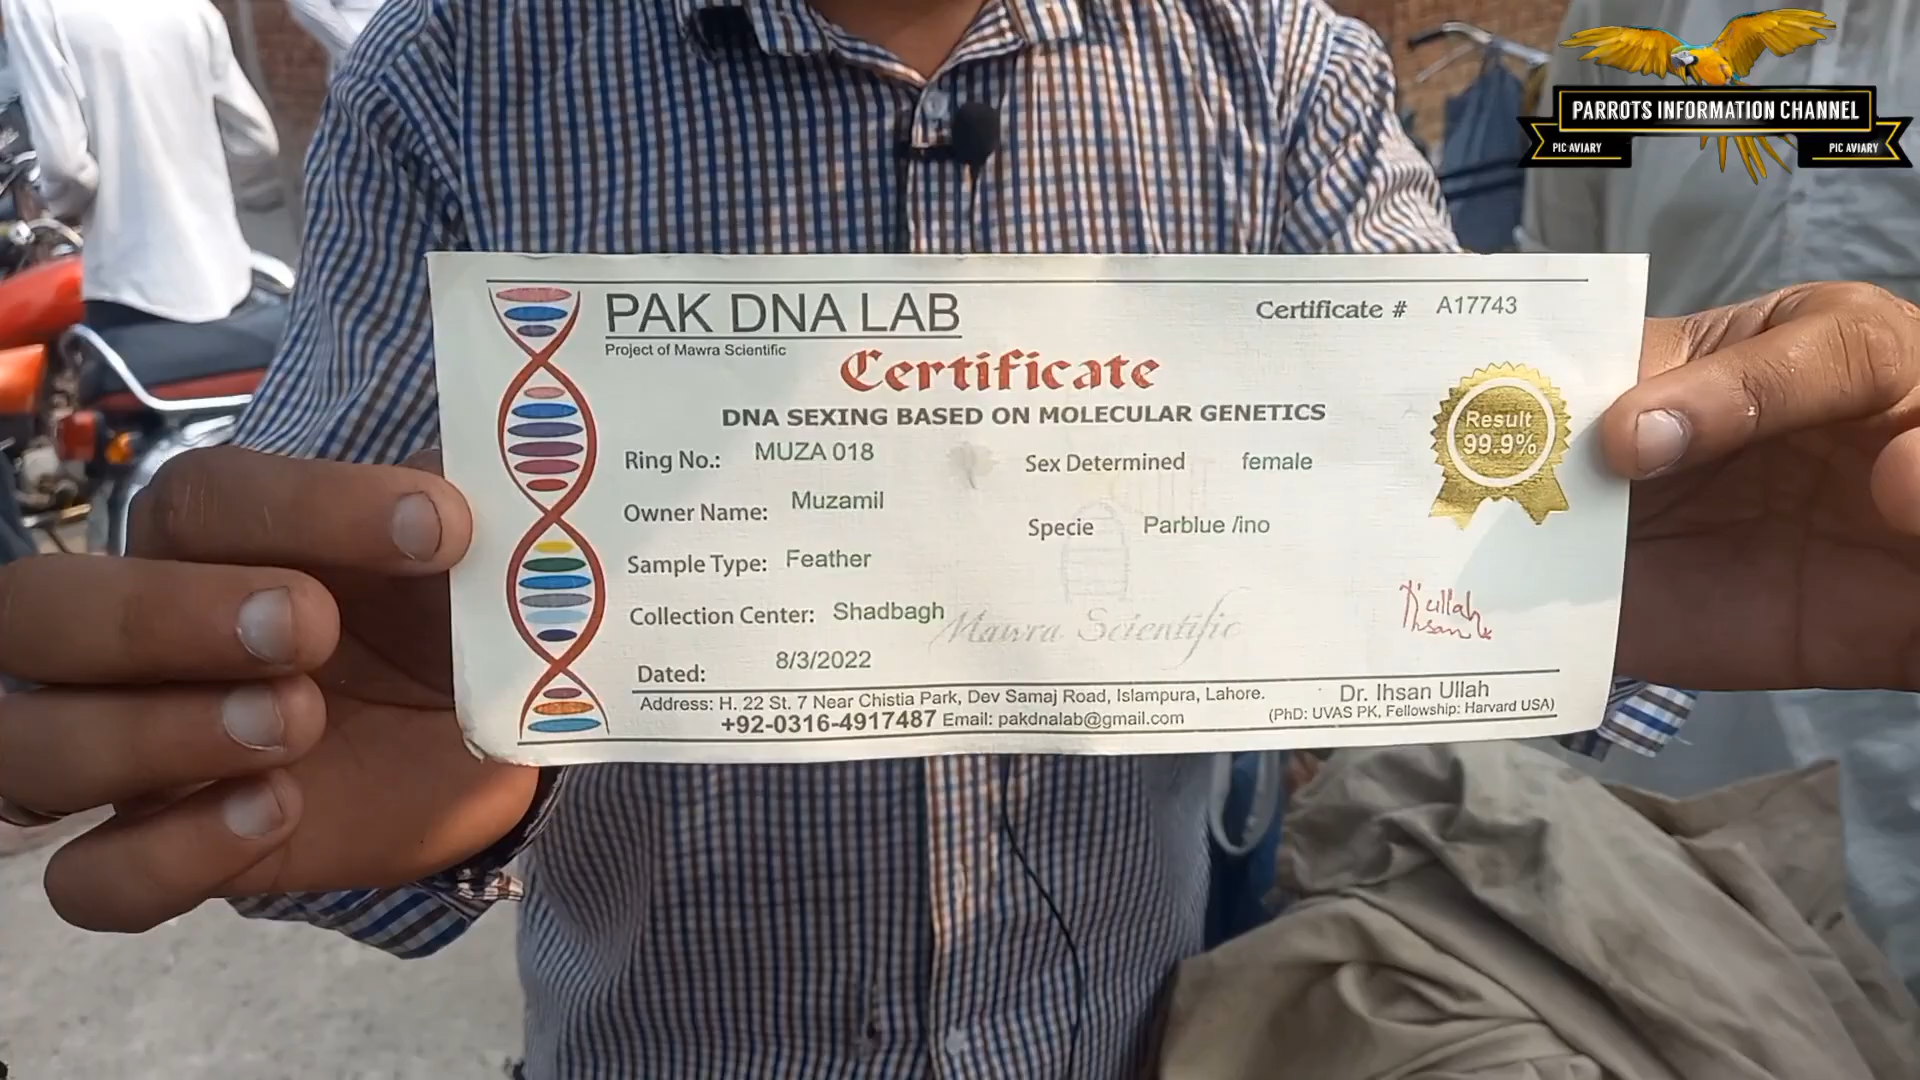 PARROTS INFORMATION CHANNEL
PIC AVIARY PIC AVIARY
PAK DNA LAB
Certificate # A17743
Project of Mawra Scientific
Certificate
DNA SEXING BASED ON MOLECULAR GENETICS
Result
99.9%
Ring No.: MUZA 018
Sex Determined female
Owner Name: Muzamil
Specie Parblue /ino
Sample Type: Feather
Collection Center: Shadbagh
Mawra Scientific
Dated: 8/3/2022
Address: H. 22 St. 7 Near Chistia Park, Dev Samaj Road, Islampura, Lahore.
+92-0316-4917487 Email: pakdnalab@gmail.com
Dr. Ihsan Ullah
(PhD: UVAS PK, Fellowship: Harvard USA)